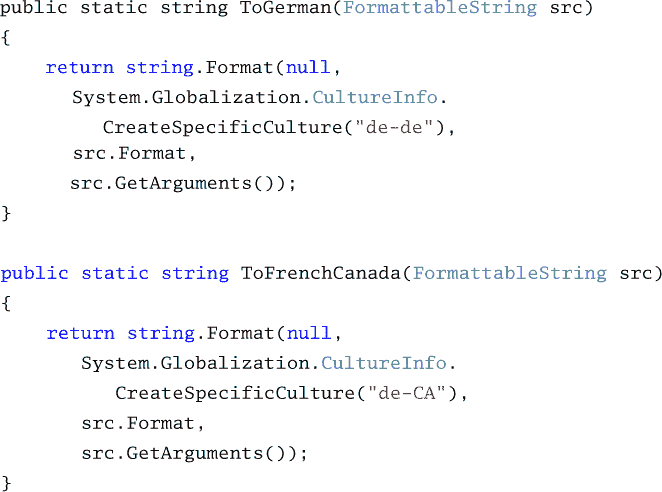 public static string ToGerman(FormattableString src)
{
    return string.Format(null,
        System.Globalization.CultureInfo.
            CreateSpecificCulture("de-de"),
        src.Format,
        src.GetArguments());
}

public static string ToFrenchCanada(FormattableString src)
{
    return string.Format(null,
        System.Globalization.CultureInfo.
            CreateSpecificCulture("de-CA"),
        src.Format,
        src.GetArguments());
}